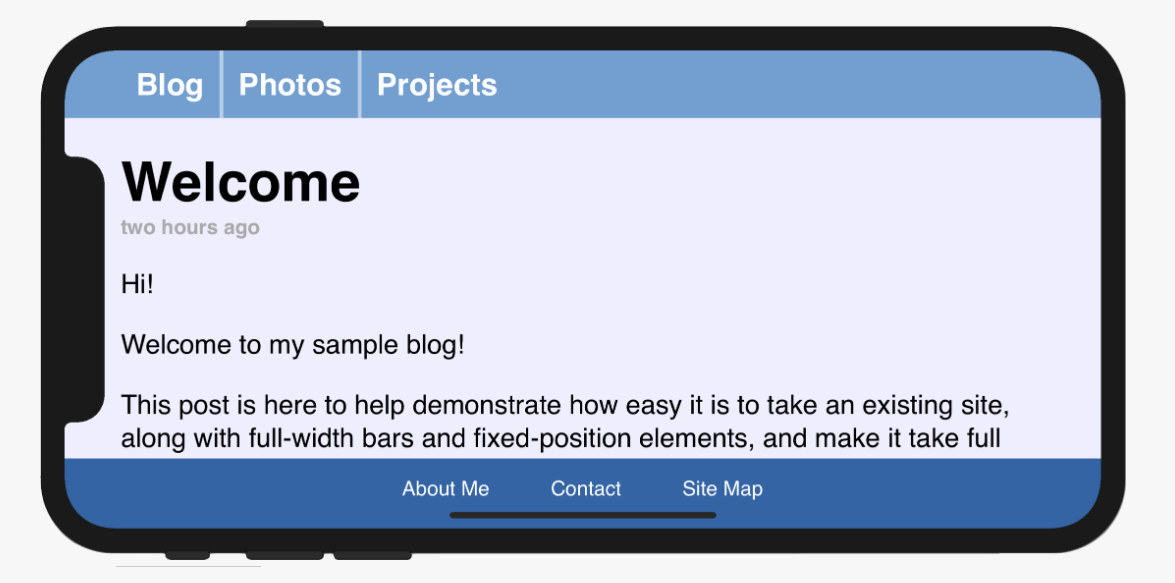 Blog
Photos
Projects
Welcome
two hours ago
Hi!
Welcome to my sample blog!
This post is here to help demonstrate how easy it is to take an existing site,
along with full-width bars and fixed-position elements, and make it take full
About Me
Contact
Site Map